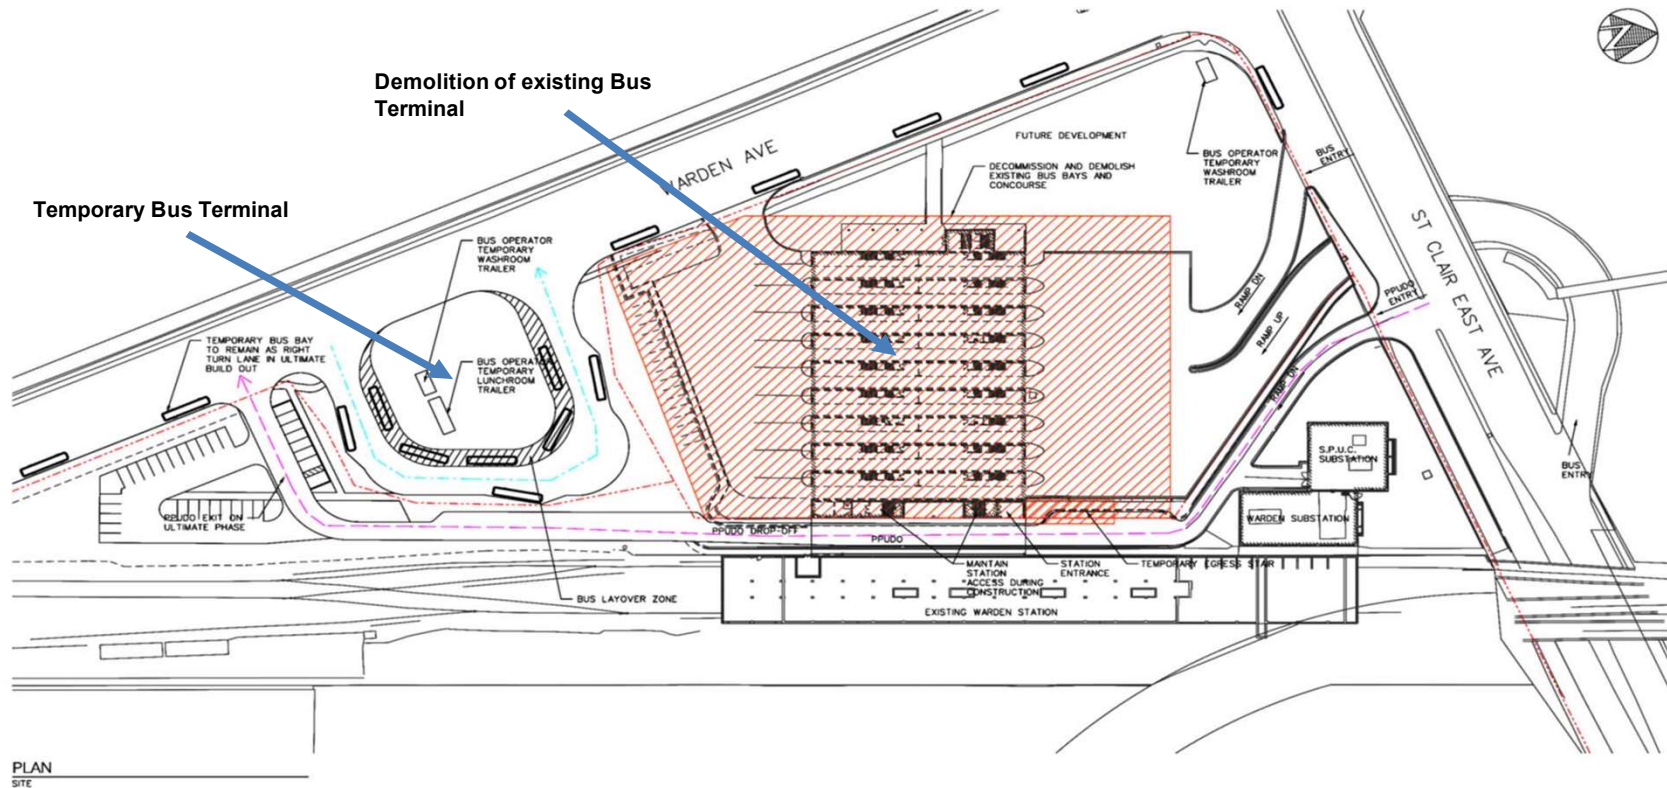 Demolition of existing Bus
Terminal
WARDEN AVE
FUTURE DEVELOPMENT
DECOMMISSION AND DEMOLISH
EXISTING BUS BAYS AND
CONCOURSE
BUS OPERATOR
TEMPORARY
WASHROOM
TRAILER
BUS
ENTRY
Temporary Bus Terminal
BUS OPERATOR
TEMPORARY
WASHROOM
TRAILER
ST CLAIR EAST AVE
RAMP DN
PPUDO
ENTRY
RAMP UP
TEMPORARY BUS BAY
TO REMAIN AS RIGHT
TURN LANE IN ULTIMATE
BUILD OUT
BUS OPERATOR
TEMPORARY
LUNCHROOM
TRAILER
RAMP DN
S.P.U.C.
SUBSTATION
BUS
ENTRY
PPUDO EXIT ON
ULTIMATE PHASE
WARDEN SUBSTATION
PPUDO DROP-OFF
PPUDO
MAINTAIN
STATION
ACCESS DURING
CONSTRUCTION
STATION
ENTRANCE
TEMPORARY EGRESS STAIR
BUS LAYOVER ZONE
EXISTING WARDEN STATION
PLAN
SITE